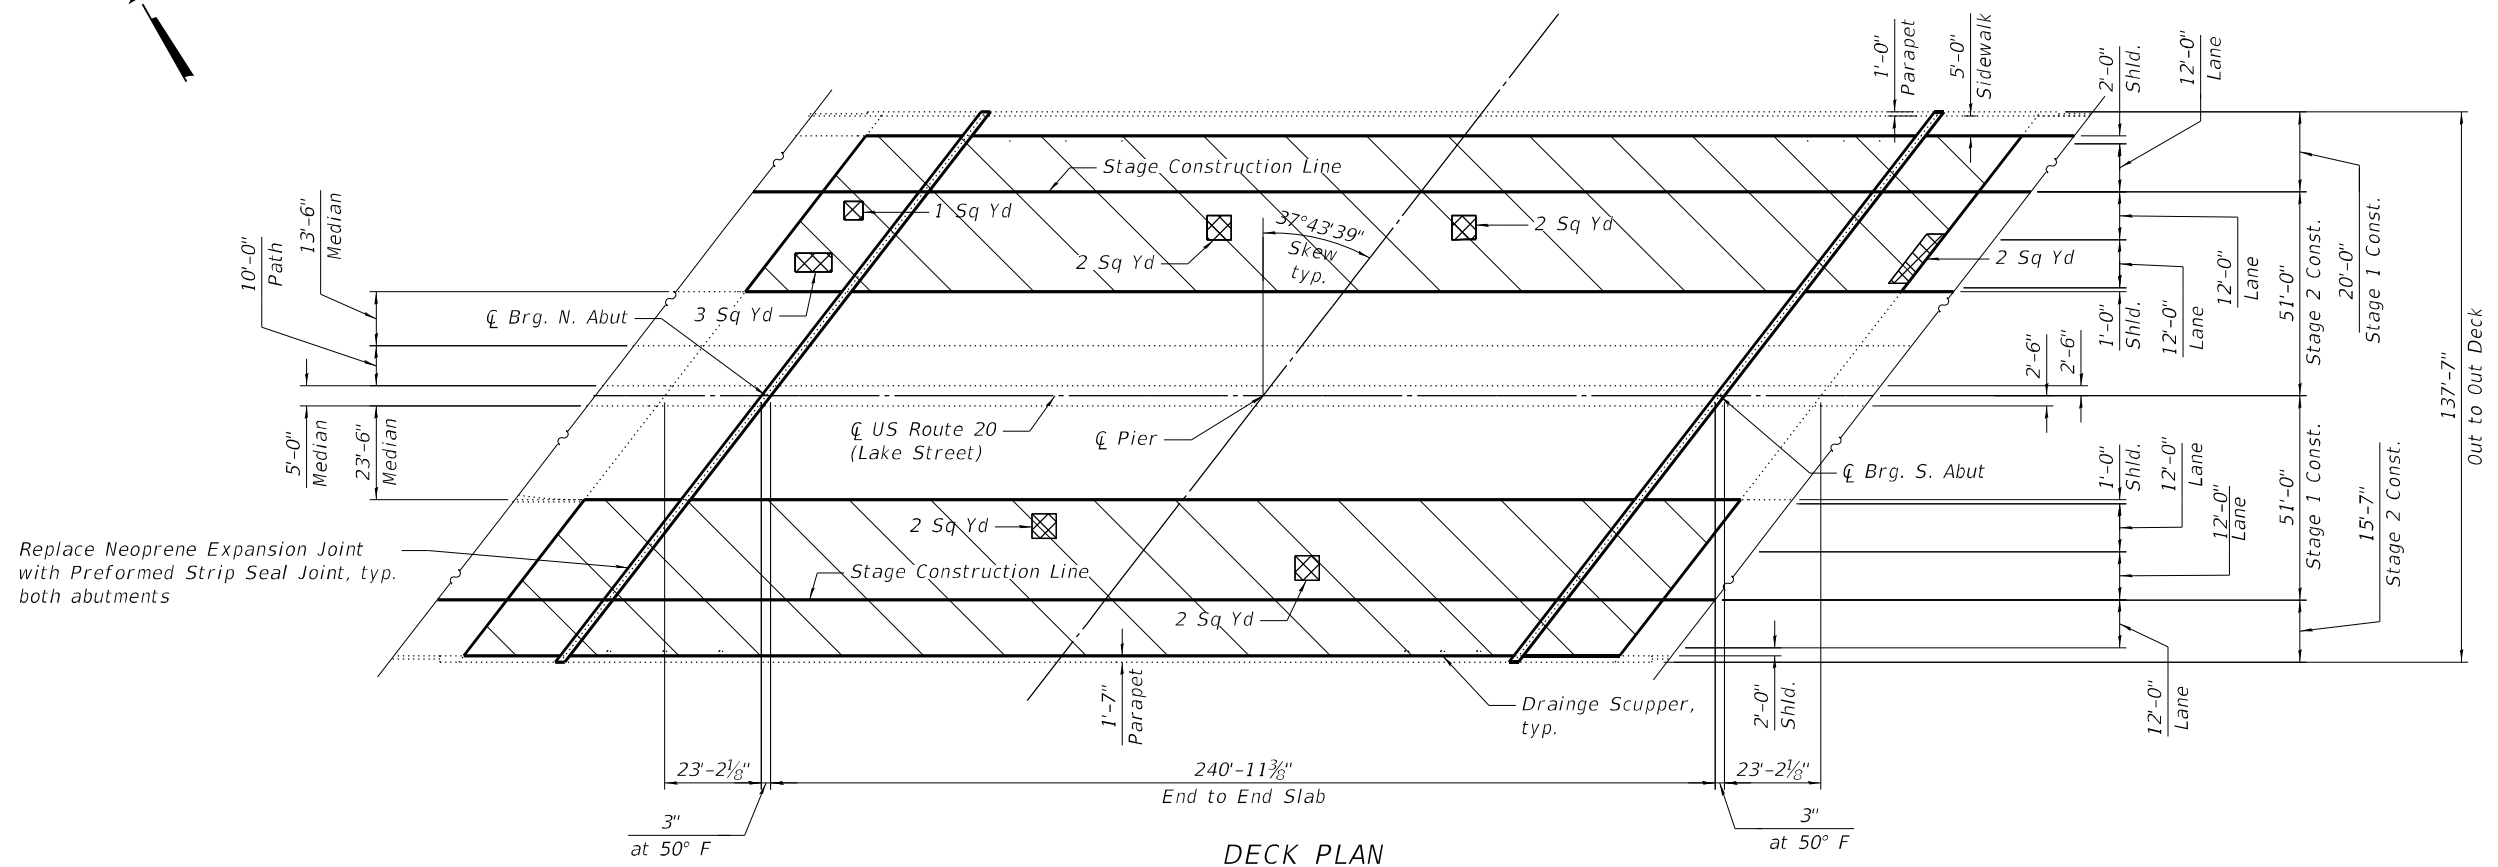 1'-0"
Parapet
5'-0"
Sidewalk
2'-0"
Shld.
12'-0"
Lane
Stage Construction Line
1 Sq Yd
2 Sq Yd
2 Sq Yd
37°43'39"
Skew
typ.
2 Sq Yd
3 Sq Yd
10'-0"
Path
13'-6"
Median
℄ Brg. N. Abut
12'-0"
Lane
12'-0"
Lane
1'-0"
Shld.
51'-0"
Stage 2 Const.
20'-0"
Stage 1 Const.
2'-6"
2'-6"
137'-7"
Out to Out Deck
5'-0"
Median
23'-6"
Median
℄ US Route 20
(Lake Street)
℄ Pier
℄ Brg. S. Abut
1'-0"
Shld.
12'-0"
Lane
12'-0"
Lane
51'-0"
Stage 1 Const.
15'-7"
Stage 2 Const.
2 Sq Yd
Replace Neoprene Expansion Joint
with Preformed Strip Seal Joint, typ.
both abutments
Stage Construction Line
2 Sq Yd
1'-7"
Parapet
Drainge Scupper,
typ.
2'-0"
Shld.
12'-0"
Lane
23'-2⅛"
240'-11⅜"
End to End Slab
23'-2⅛"
3"
at 50° F
3"
at 50° F
DECK PLAN